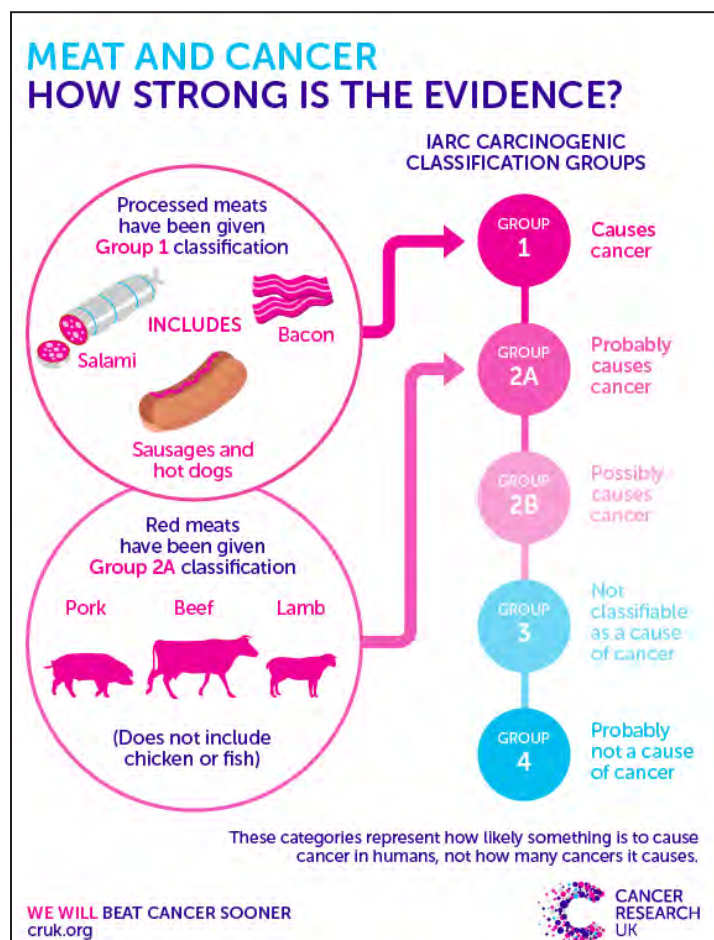 MEAT AND CANCER
HOW STRONG IS THE EVIDENCE?
IARC CARCINOGENIC
CLASSIFICATION GROUPS
Processed meats
have been given
Group 1 classification
INCLUDES
Salami
Bacon
Sausages and
hot dogs
Red meats
have been given
Group 2A classification
Pork
Beef
Lamb
(Does not include
chicken or fish)
GROUP
1
Causes
cancer
GROUP
2A
Probably
causes
cancer
GROUP
2B
Possibly
causes
cancer
GROUP
3
Not
classifiable
as a cause
of cancer
GROUP
4
Probably
not a cause
of cancer
These categories represent how likely something is to cause
cancer in humans, not how many cancers it causes.
WE WILL BEAT CANCER SOONER
cruk.org
CANCER
RESEARCH
UK